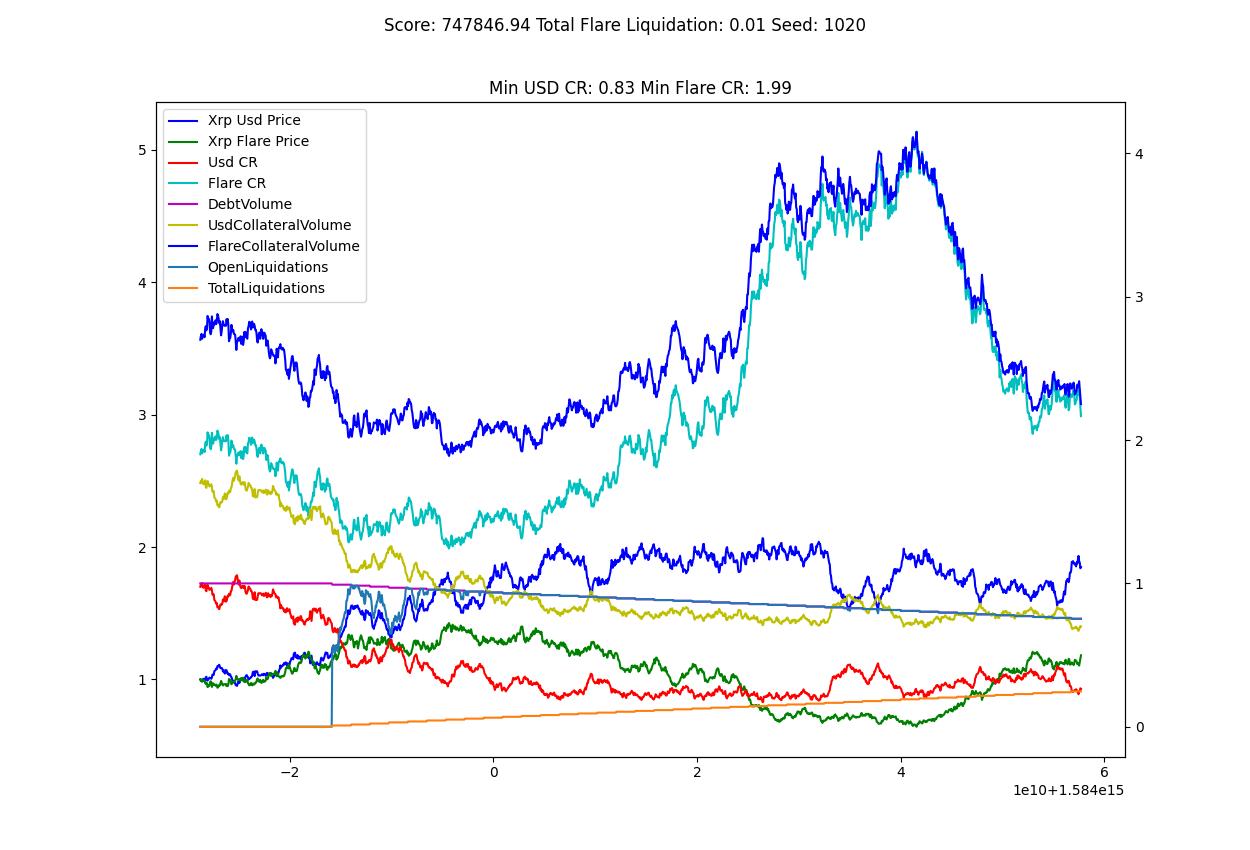 Score: 747846.94 Total Flare Liquidation: 0.01 Seed: 1020
Min USD CR: 0.83 Min Flare CR: 1.99
Xrp Usd Price
Xrp Flare Price
Usd CR
Flare CR
DebtVolume
UsdCollateralVolume
FlareCollateralVolume
OpenLiquidations
TotalLiquidations
5
4
3
2
1
4
3
2
1
0
−2
0
2
4
6
1e10+1.584e15